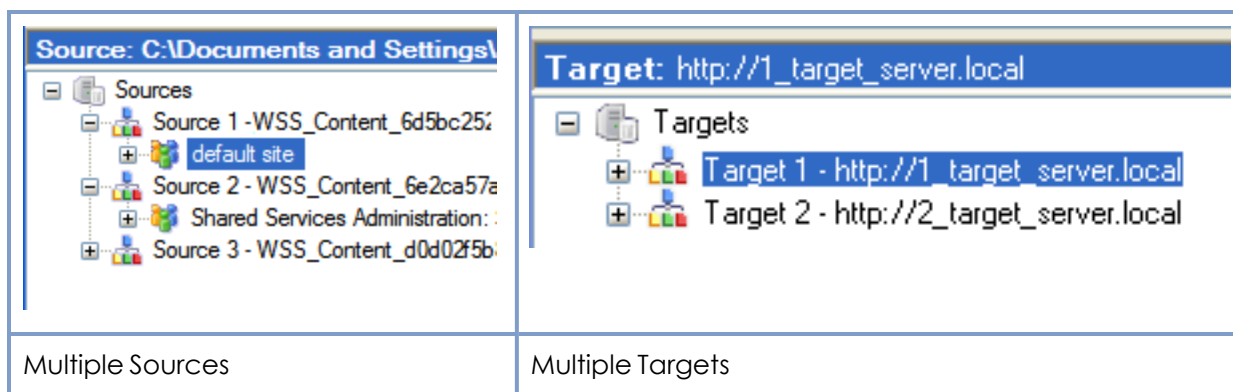 Source: C:\Documents and Settings\
Sources
Source 1 -WSS_Content_6d5bc252
default site
Source 2 - WSS_Content_6e2ca57a
Shared Services Administration:
Source 3 - WSS_Content_d0d02f5b
Target: http://1_target_server.local
Targets
Target 1 - http://1_target_server.local
Target 2 - http://2_target_server.local
Multiple Sources
Multiple Targets